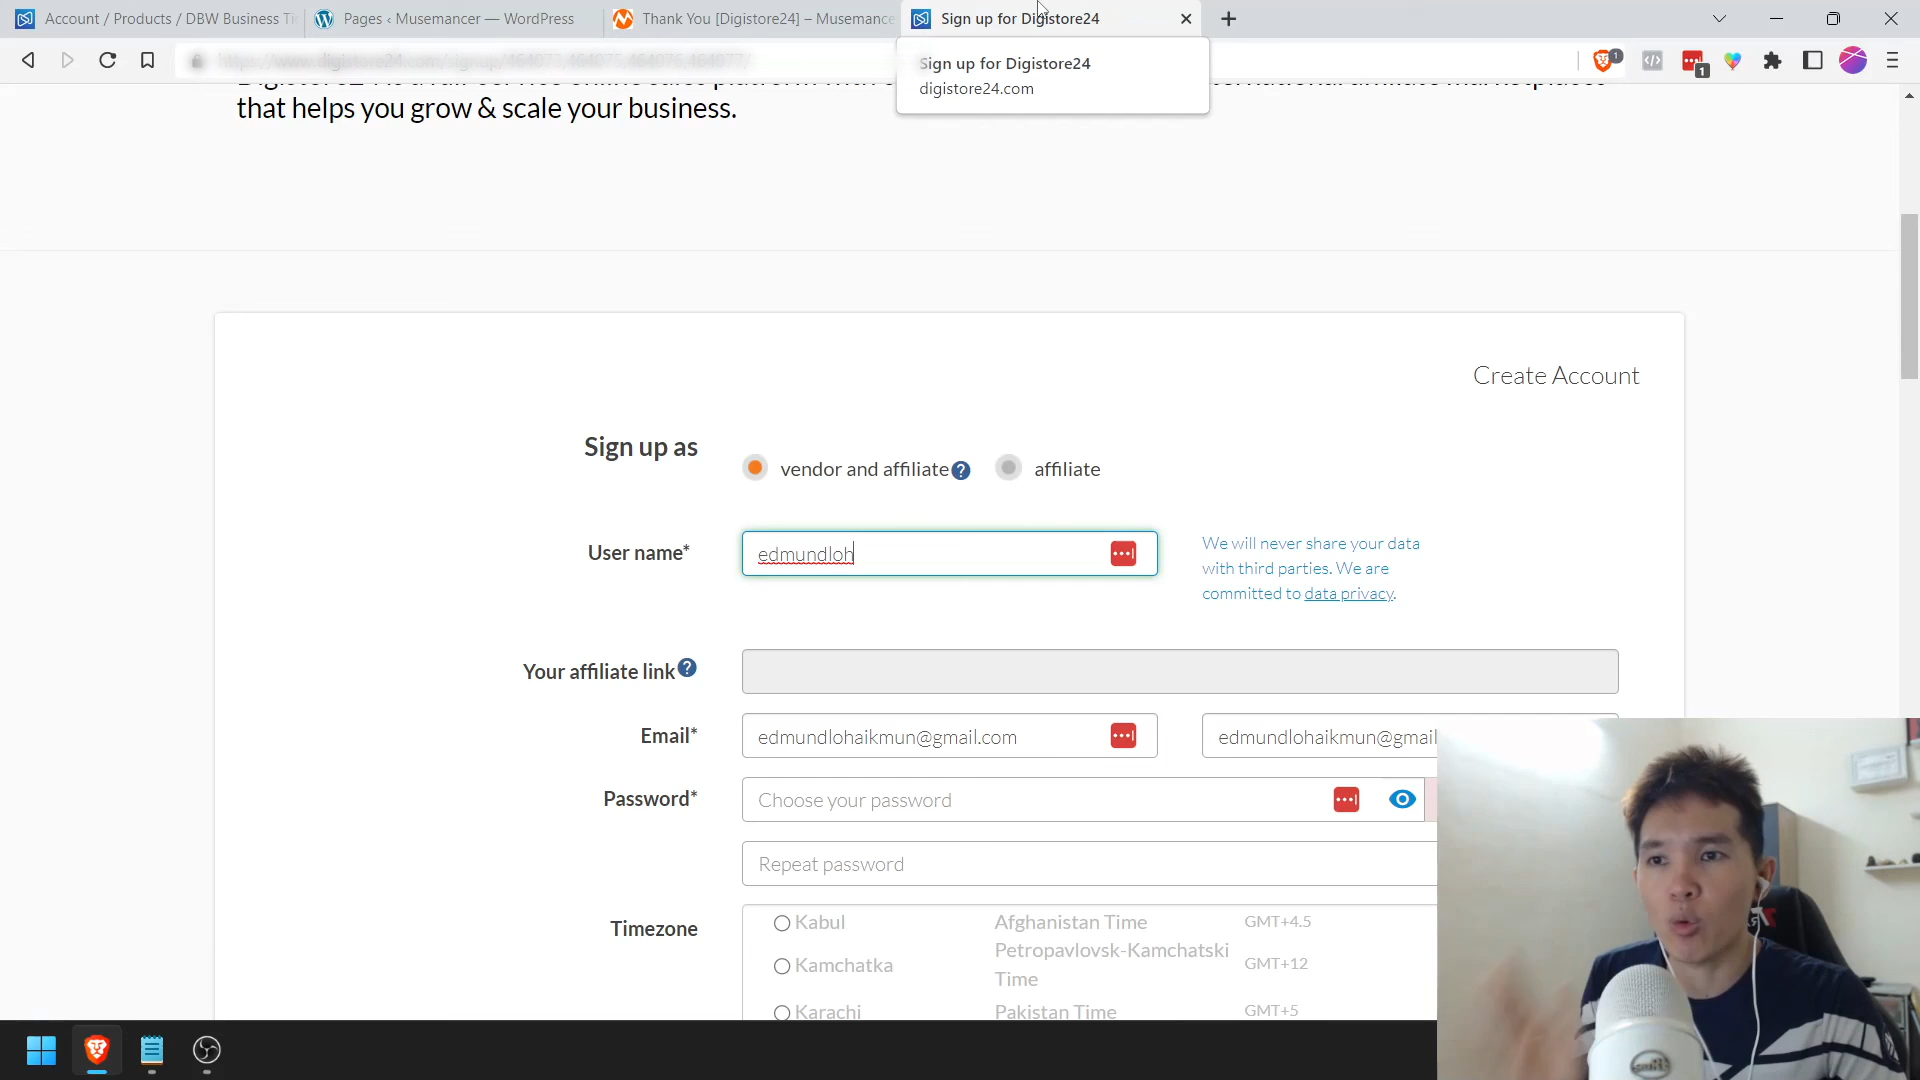 Account / Products / DBW Business Ti
Pages ‹ Musemancer — WordPress
Thank You [Digistore24] – Musemance
Sign up for Digistore24
1
1
Sign up for Digistore24
digistore24.com
that helps you grow & scale your business.
Create Account
Sign up as
vendor and affiliate ?
affiliate
User name*
edmundloh
We will never share your data
with third parties. We are
committed to data privacy.
Your affiliate link ?
Email*
edmundlohaikmun@gmail.com
edmundlohaikmun@gmail
Password*
Choose your password
Repeat password
Timezone
Kabul Afghanistan Time GMT+4.5
Kamchatka Petropavlovsk-Kamchatski Time GMT+12
Karachi Pakistan Time GMT+5